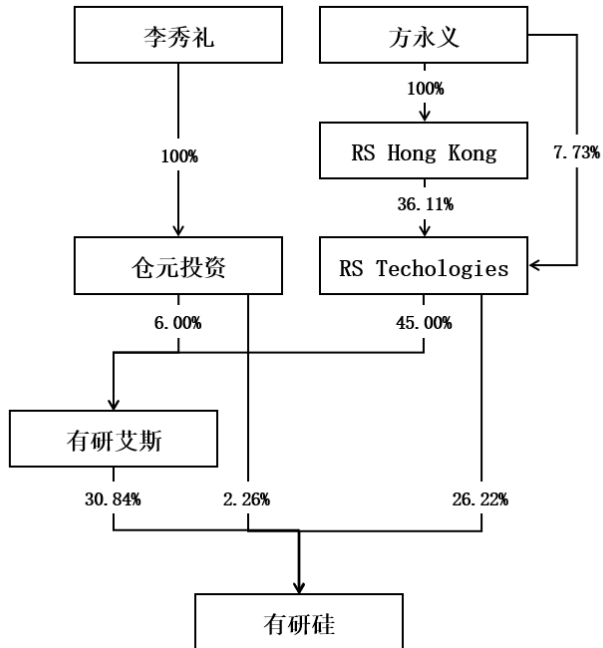 李秀礼
方永义
100%
RS Hong Kong
7.73%
100%
36.11%
仓元投资
RS Techologies
6.00%
45.00%
有研艾斯
30.84%
2.26%
26.22%
有研硅